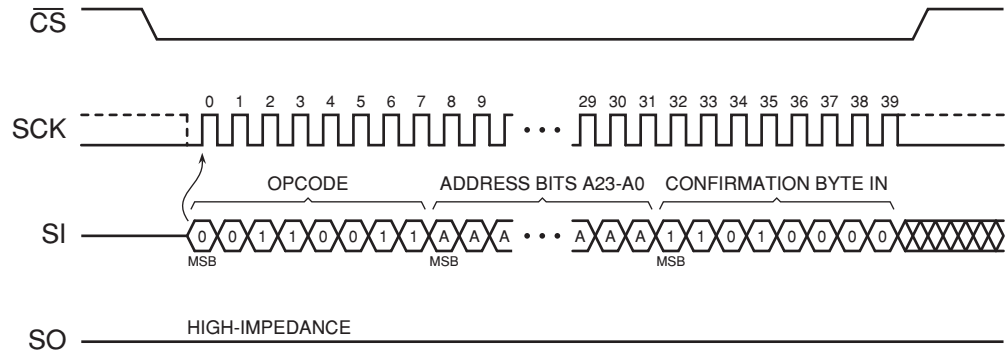 CS
0 1 2 3 4 5 6 7 8 9 29 30 31 32 33 34 35 36 37 38 39
SCK
OPCODE ADDRESS BITS A23-A0 CONFIRMATION BYTE IN
SI 0 0 1 1 0 0 1 1 A A A A A A 1 1 0 1 0 0 0 0
MSB MSB MSB
HIGH-IMPEDANCE
SO